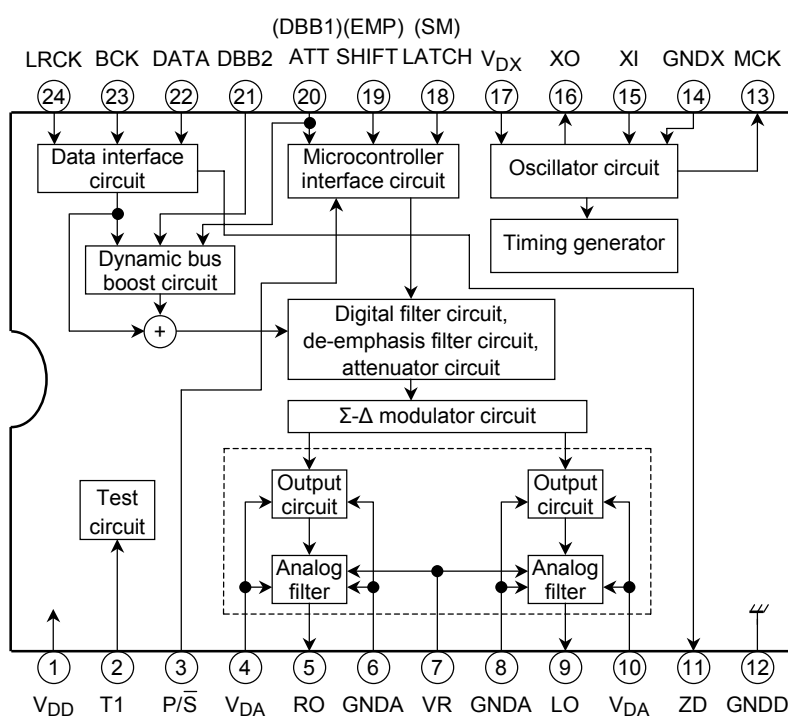 (DBB1)(EMP) (SM)
LRCK BCK DATA DBB2 ATT SHIFT LATCH VDX XO XI GNDX MCK
24 23 22 21 20 19 18 17 16 15 14 13
Data interface
circuit
Microcontroller
interface circuit
Oscillator circuit
Timing generator
Dynamic bus
boost circuit
+
Digital filter circuit,
de-emphasis filter circuit,
attenuator circuit
Σ-Δ modulator circuit
Test
circuit
Output
circuit
Output
circuit
Analog
filter
Analog
filter
1 2 3 4 5 6 7 8 9 10 11 12
VDD T1 P/S̅ VDA RO GNDA VR GNDA LO VDA ZD GNDD